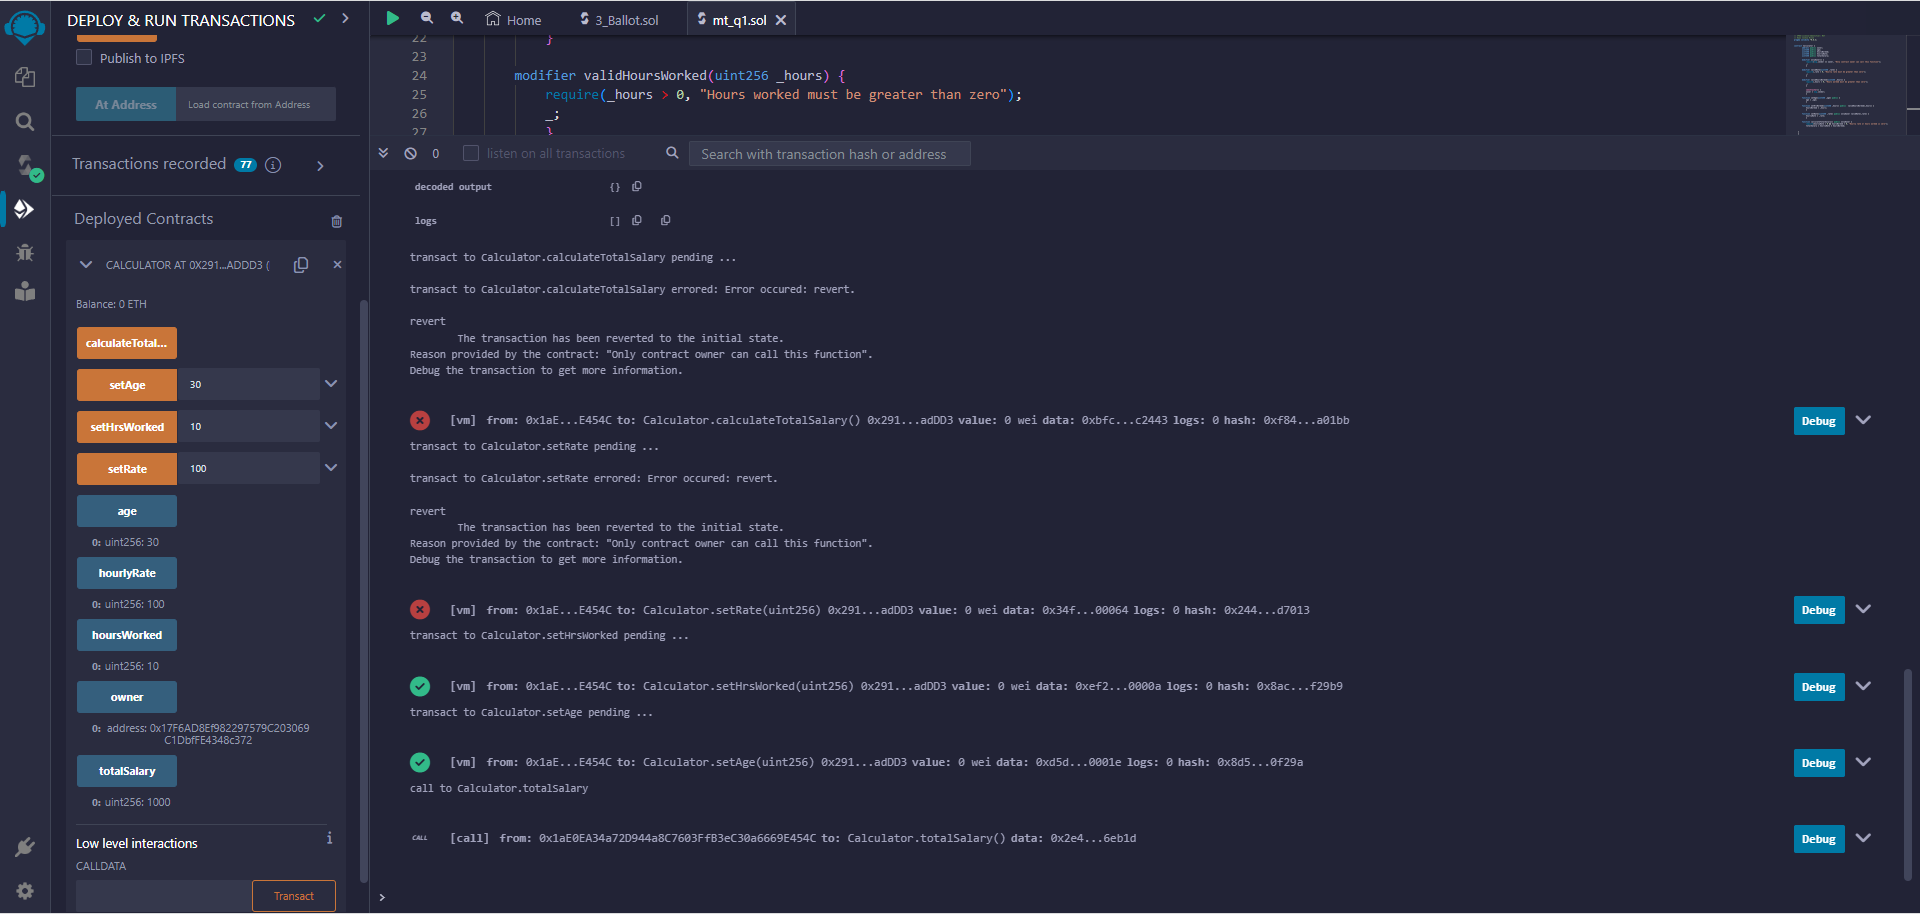 DEPLOY & RUN TRANSACTIONS
Publish to IPFS
At Address
Load contract from Address
Transactions recorded 77
Deployed Contracts
CALCULATOR AT 0X291...ADDD3 (
Balance: 0 ETH
calculateTotal...
setAge 30
setHrsWorked 10
setRate 100
age
0: uint256: 30
hourlyRate
0: uint256: 100
hoursWorked
0: uint256: 10
owner
0: address: 0x17F6AD8Ef982297579C203069
C1DbfFE4348c372
totalSalary
0: uint256: 1000
Low level interactions
CALLDATA
Transact
Home
3_Ballot.sol
mt_q1.sol
22 }
23
24 modifier validHoursWorked(uint256 _hours) {
25 require(_hours > 0, "Hours worked must be greater than zero");
26 _;
27 }
0
listen on all transactions
Search with transaction hash or address
decoded output {}
logs []
transact to Calculator.calculateTotalSalary pending ...
transact to Calculator.calculateTotalSalary errored: Error occured: revert.
revert
The transaction has been reverted to the initial state.
Reason provided by the contract: "Only contract owner can call this function".
Debug the transaction to get more information.
[vm] from: 0x1aE...E454C to: Calculator.calculateTotalSalary() 0x291...adDD3 value: 0 wei data: 0xbfc...c2443 logs: 0 hash: 0xf84...a01bb
Debug
transact to Calculator.setRate pending ...
transact to Calculator.setRate errored: Error occured: revert.
revert
The transaction has been reverted to the initial state.
Reason provided by the contract: "Only contract owner can call this function".
Debug the transaction to get more information.
[vm] from: 0x1aE...E454C to: Calculator.setRate(uint256) 0x291...adDD3 value: 0 wei data: 0x34f...00064 logs: 0 hash: 0x244...d7013
Debug
transact to Calculator.setHrsWorked pending ...
[vm] from: 0x1aE...E454C to: Calculator.setHrsWorked(uint256) 0x291...adDD3 value: 0 wei data: 0xef2...0000a logs: 0 hash: 0x8ac...f29b9
Debug
transact to Calculator.setAge pending ...
[vm] from: 0x1aE...E454C to: Calculator.setAge(uint256) 0x291...adDD3 value: 0 wei data: 0xd5d...0001e logs: 0 hash: 0x8d5...0f29a
Debug
call to Calculator.totalSalary
CALL [call] from: 0x1aE0EA34a72D944a8C7603FfB3eC30a6669E454C to: Calculator.totalSalary() data: 0x2e4...6eb1d
Debug
>